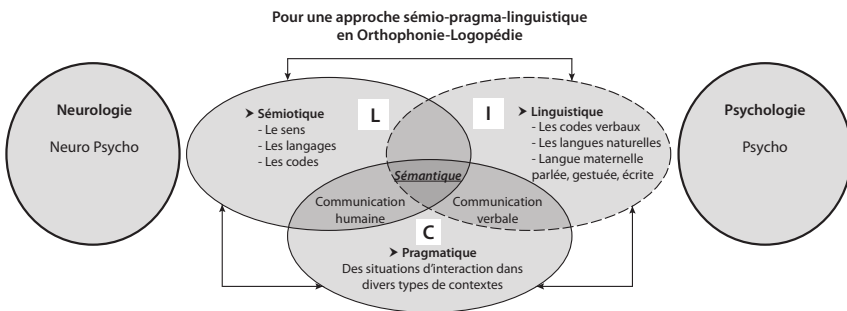 Pour une approche sémio-pragma-linguistique
en Orthophonie-Logopédie
Neurologie
Neuro Psycho
L
➤ Sémiotique
- Le sens
- Les langages
- Les codes
I
➤ Linguistique
- Les codes verbaux
- Les langues naturelles
- Langue maternelle
parlée, gestuée, écrite
Psychologie
Psycho
Sémantique
Communication
humaine
Communication
verbale
C
➤ Pragmatique
Des situations d'interaction dans
divers types de contextes